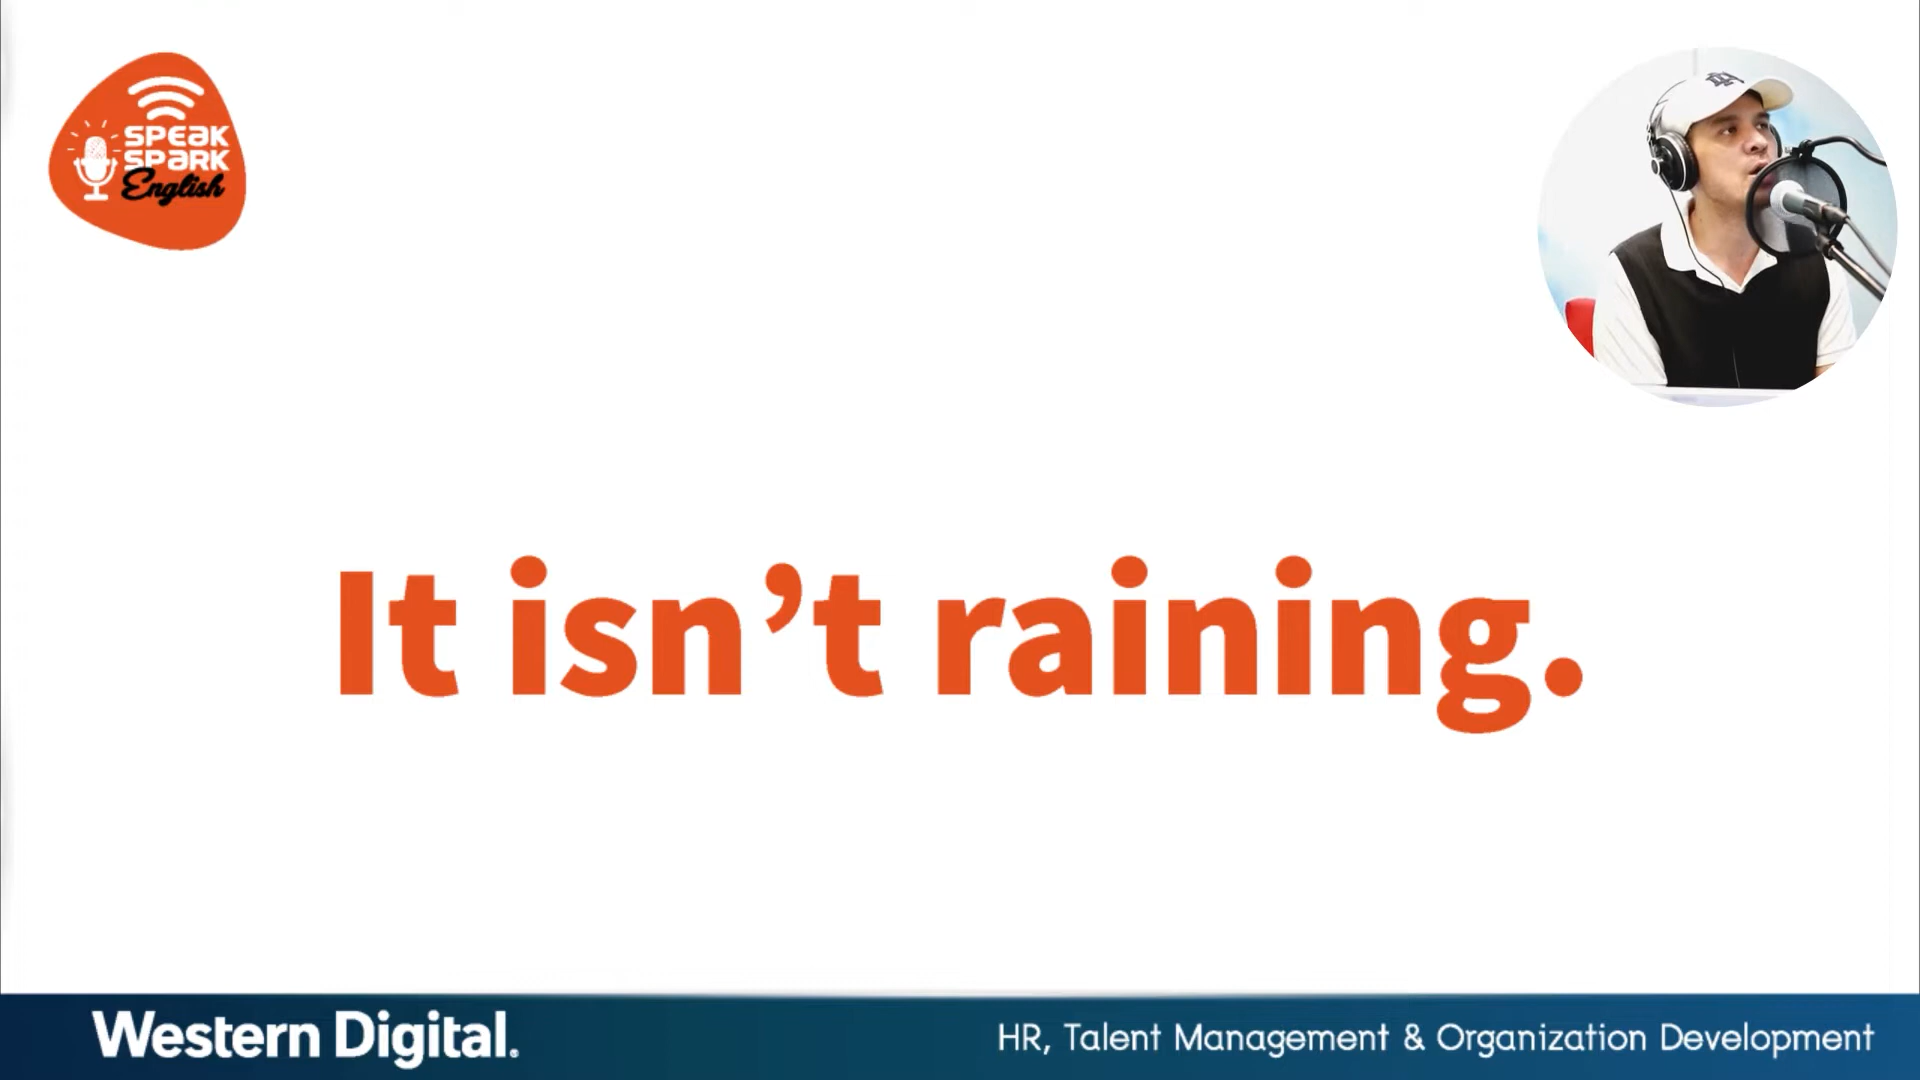 SPEAK
SPARK
English
It isn’t raining.
Western Digital.
HR, Talent Management & Organization Development